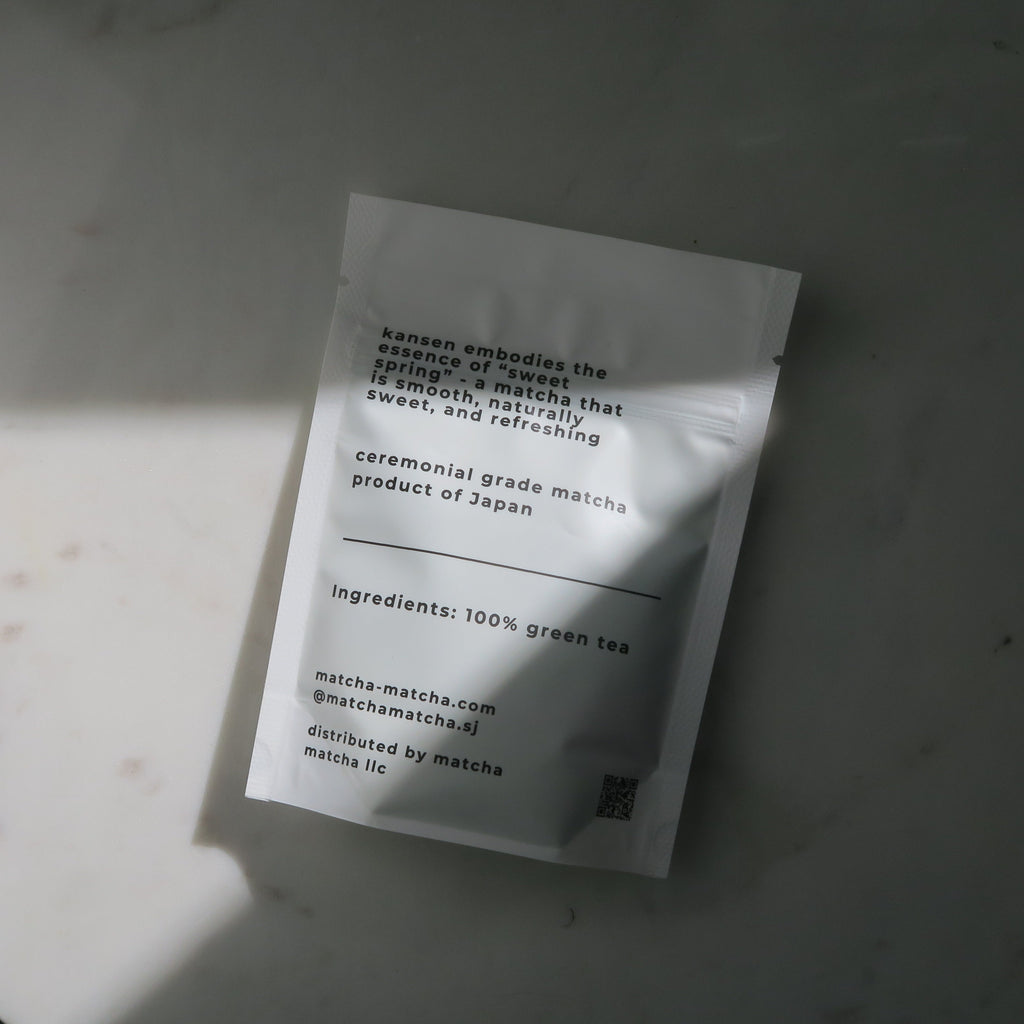 kansen embodies the
essence of “sweet
spring” - a matcha that
is smooth, naturally
sweet, and refreshing
ceremonial grade matcha
product of Japan
Ingredients: 100% green tea
matcha-matcha.com
@matchamatcha.sj
distributed by matcha
matcha llc